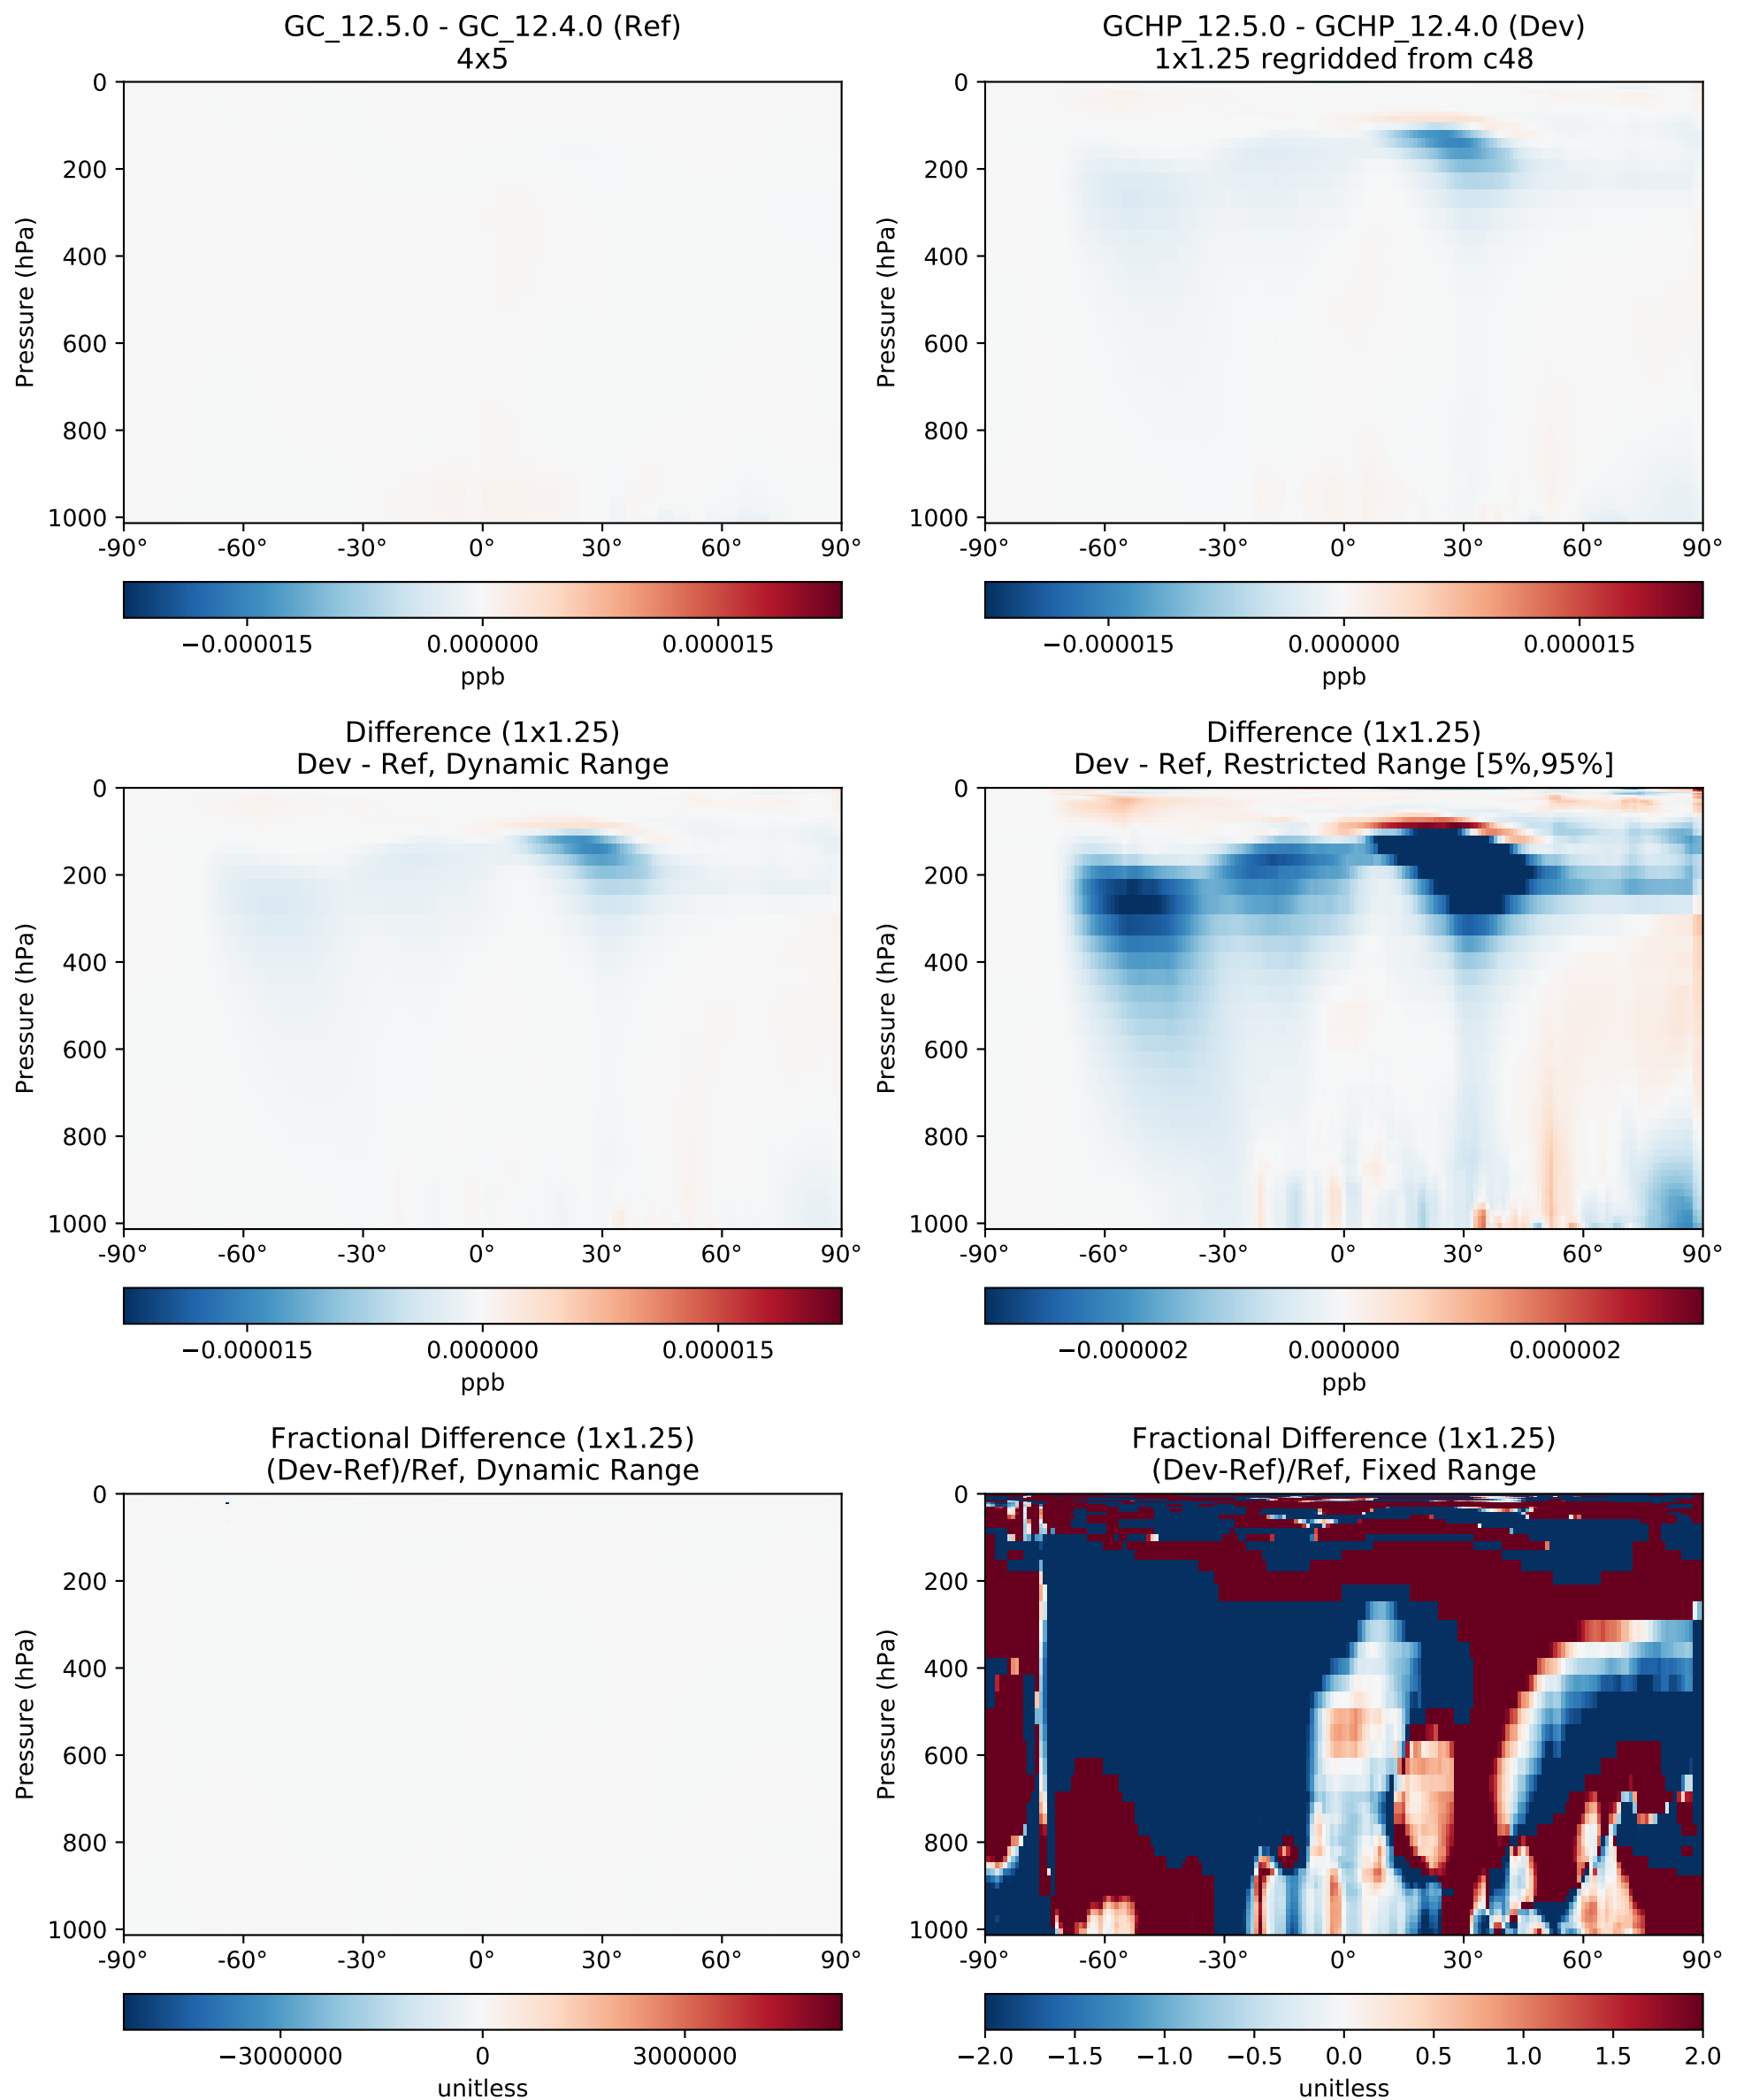 GC_12.5.0 - GC_12.4.0 (Ref)
4x5
Pressure (hPa)
0
200
400
600
800
1000
-90° -60° -30° 0° 30° 60° 90°
−0.000015 0.000000 0.000015
ppb
GCHP_12.5.0 - GCHP_12.4.0 (Dev)
1x1.25 regridded from c48
Pressure (hPa)
0
200
400
600
800
1000
-90° -60° -30° 0° 30° 60° 90°
−0.000015 0.000000 0.000015
ppb
Difference (1x1.25)
Dev - Ref, Dynamic Range
Pressure (hPa)
0
200
400
600
800
1000
-90° -60° -30° 0° 30° 60° 90°
−0.000015 0.000000 0.000015
ppb
Difference (1x1.25)
Dev - Ref, Restricted Range [5%,95%]
Pressure (hPa)
0
200
400
600
800
1000
-90° -60° -30° 0° 30° 60° 90°
−0.000002 0.000000 0.000002
ppb
Fractional Difference (1x1.25)
(Dev-Ref)/Ref, Dynamic Range
Pressure (hPa)
0
200
400
600
800
1000
-90° -60° -30° 0° 30° 60° 90°
−3000000 0 3000000
unitless
Fractional Difference (1x1.25)
(Dev-Ref)/Ref, Fixed Range
Pressure (hPa)
0
200
400
600
800
1000
-90° -60° -30° 0° 30° 60° 90°
−2.0 −1.5 −1.0 −0.5 0.0 0.5 1.0 1.5 2.0
unitless